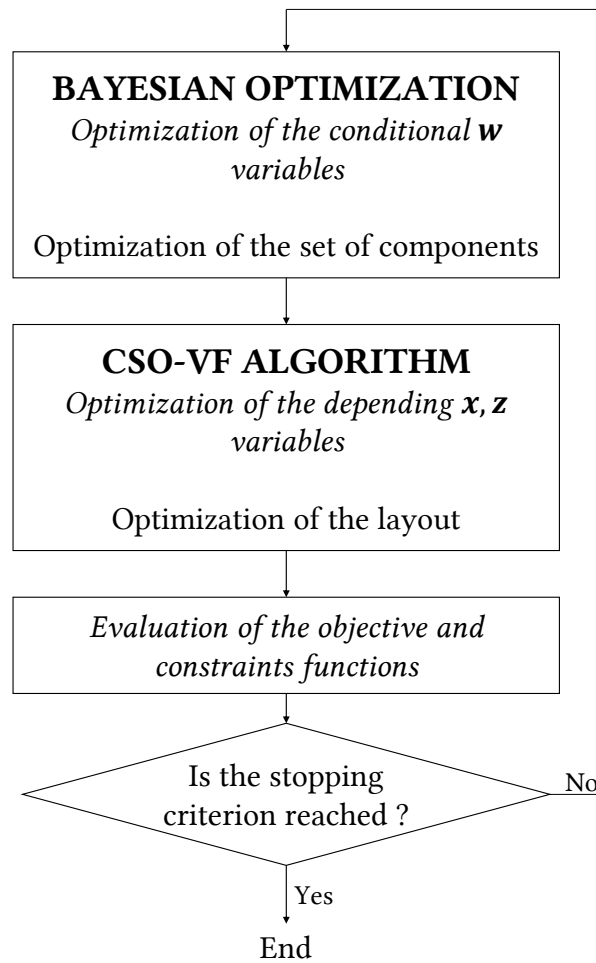 BAYESIAN OPTIMIZATION
Optimization of the conditional w
variables
Optimization of the set of components
CSO-VF ALGORITHM
Optimization of the depending x, z
variables
Optimization of the layout
Evaluation of the objective and
constraints functions
Is the stopping
criterion reached ?
No
Yes
End